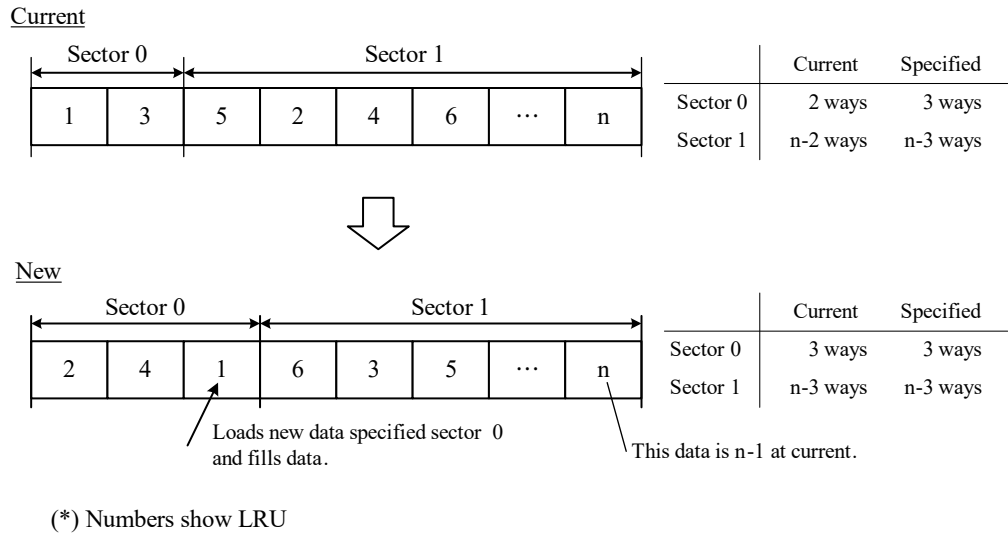 Current
Sector 0 Sector 1
1 3 5 2 4 6 ⋯ n
Current Specified
Sector 0 2 ways 3 ways
Sector 1 n-2 ways n-3 ways
New
Sector 0 Sector 1
2 4 1 6 3 5 ⋯ n
Current Specified
Sector 0 3 ways 3 ways
Sector 1 n-3 ways n-3 ways
Loads new data specified sector 0
and fills data.
This data is n-1 at current.
(*) Numbers show LRU